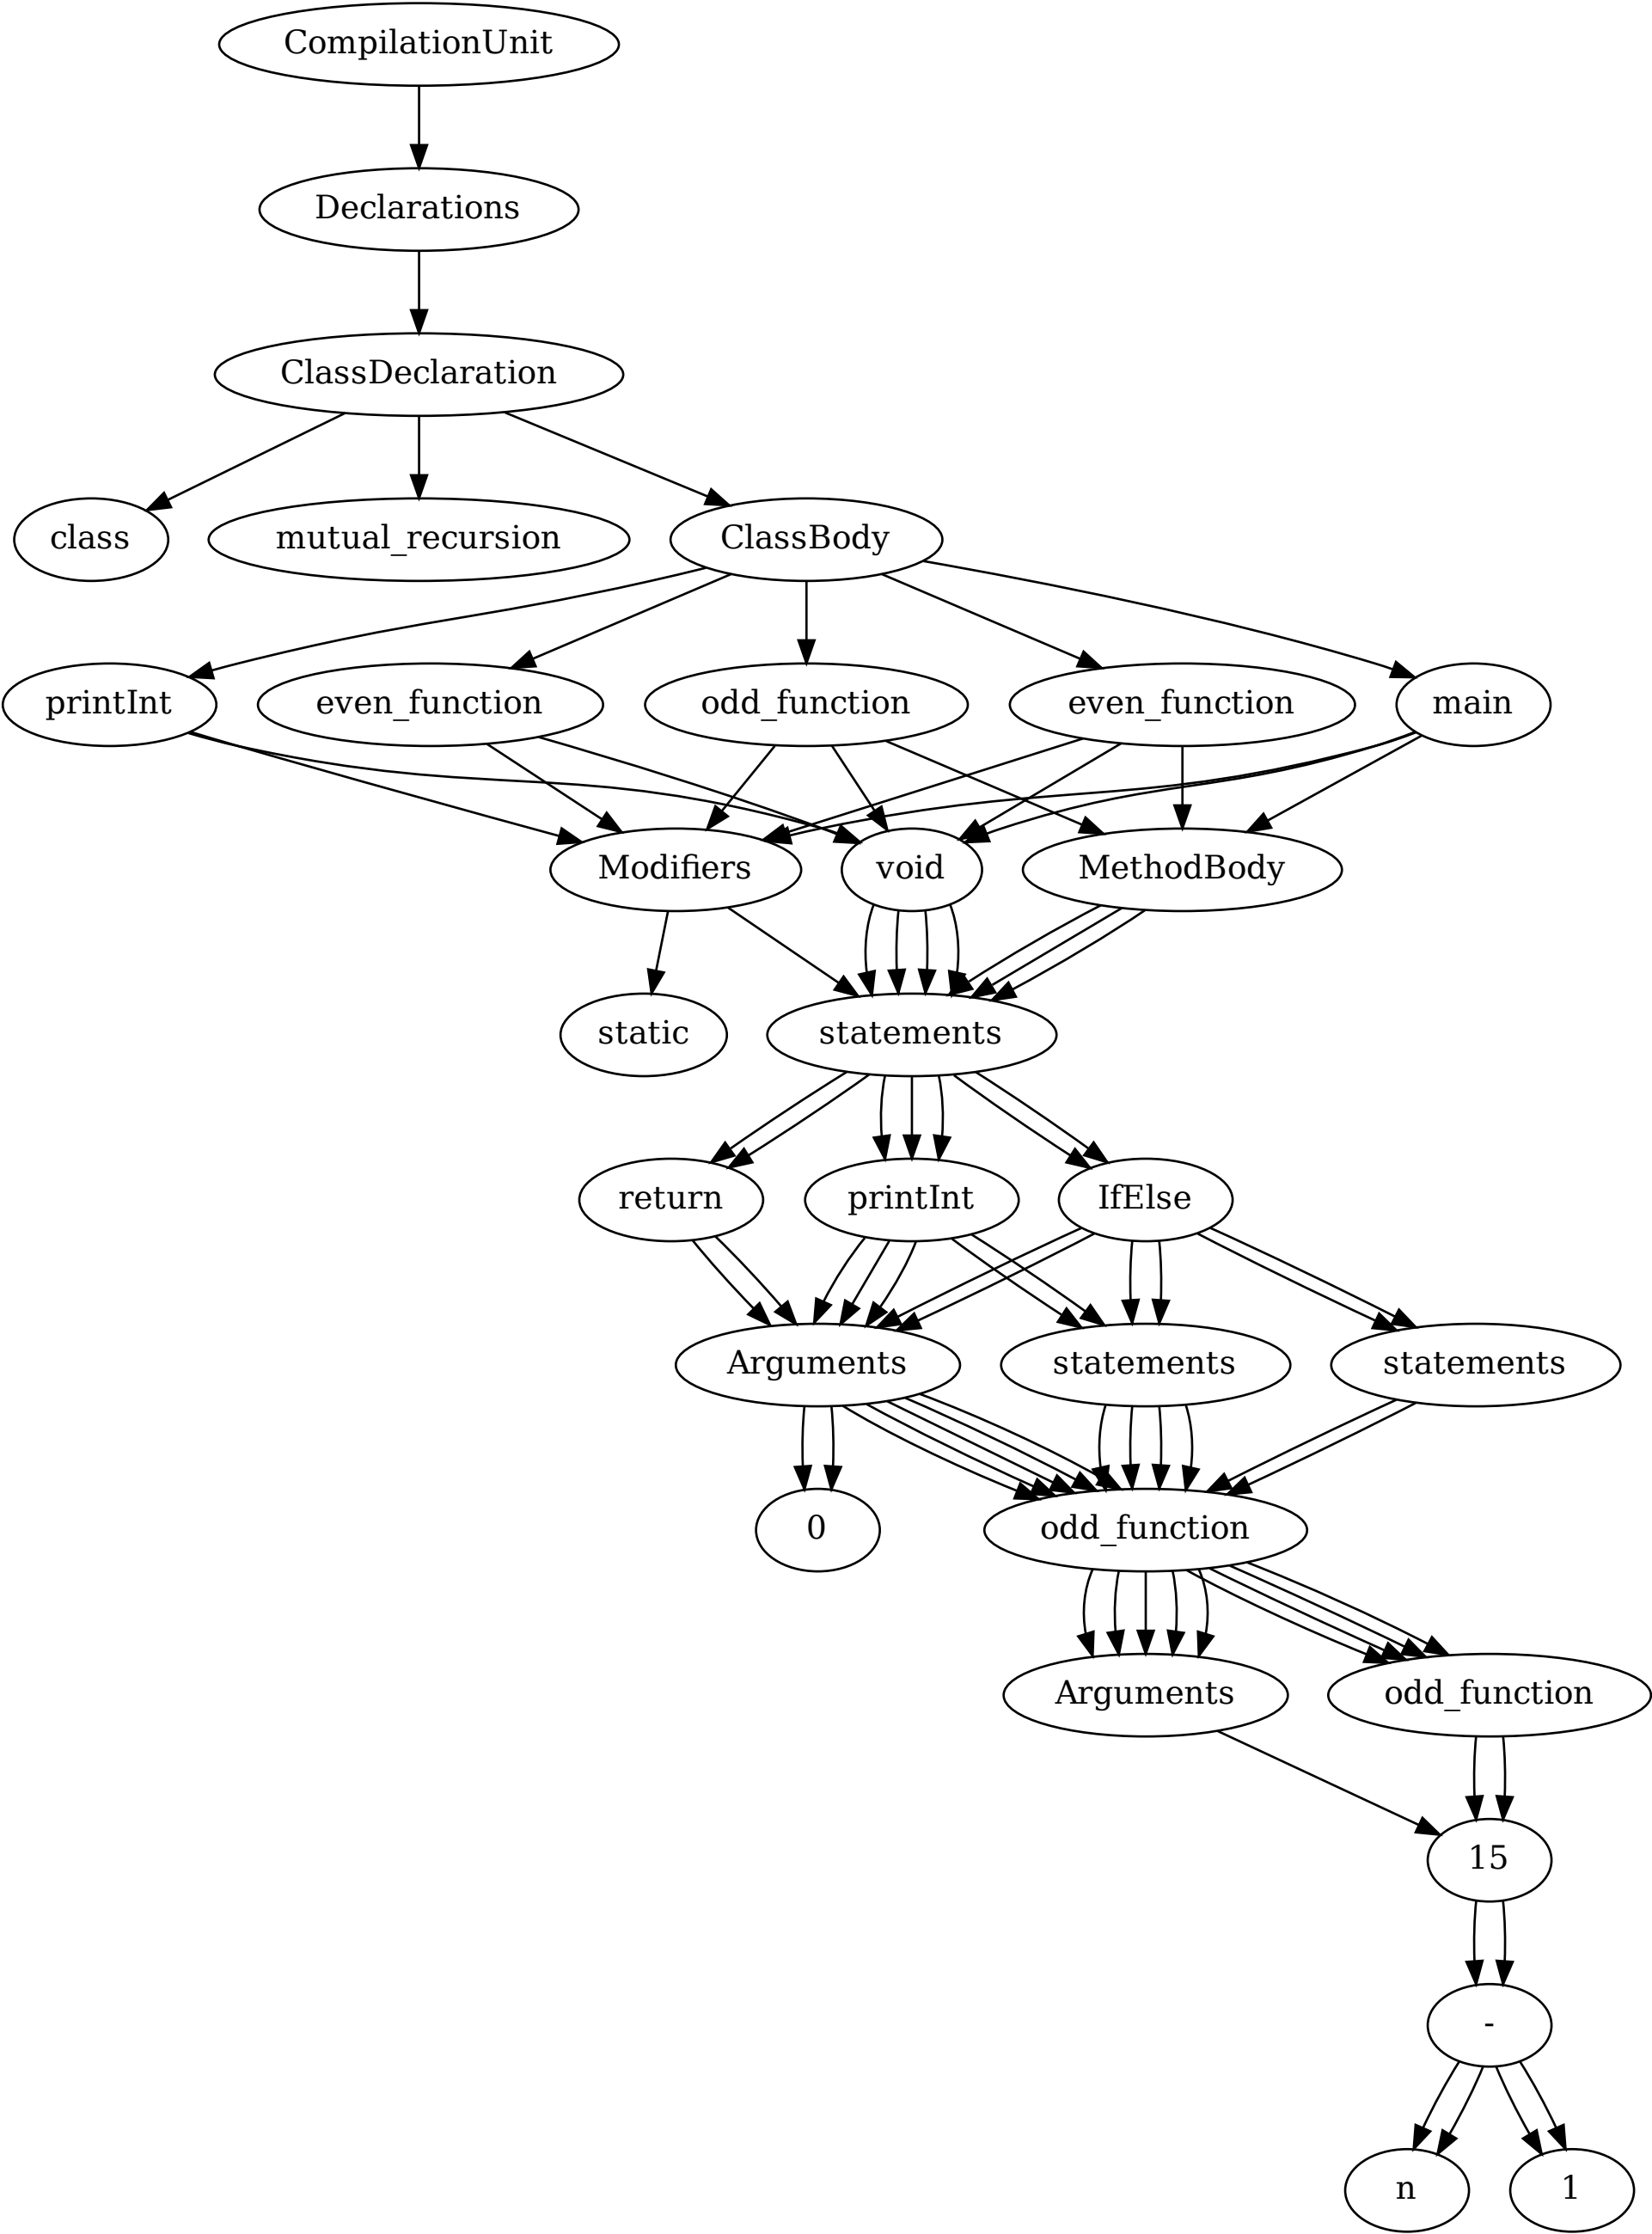 CompilationUnit
Declarations
ClassDeclaration
class
mutual_recursion
ClassBody
printInt
even_function
odd_function
even_function
main
Modifiers
void
MethodBody
static
statements
return
printInt
IfElse
Arguments
statements
statements
0
odd_function
Arguments
odd_function
15
-
n
1